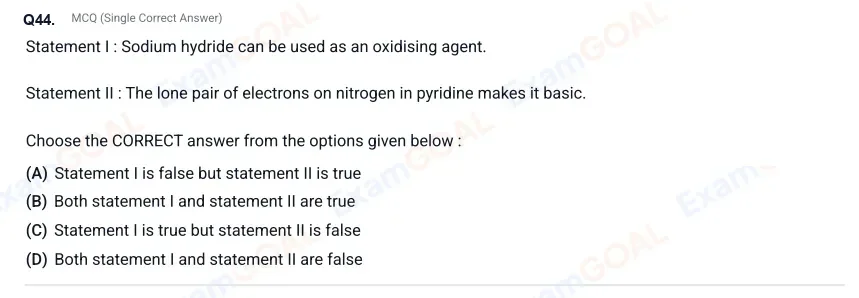 Q44. MCQ (Single Correct Answer)
Statement I : Sodium hydride can be used as an oxidising agent.
Statement II : The lone pair of electrons on nitrogen in pyridine makes it basic.
Choose the CORRECT answer from the options given below :
(A) Statement I is false but statement II is true
(B) Both statement I and statement II are true
(C) Statement I is true but statement II is false
(D) Both statement I and statement II are false